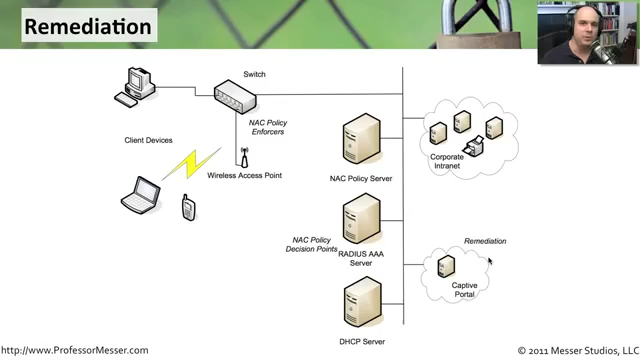 Remediation
Switch
NAC Policy
Enforcers
Client Devices
Wireless Access Point
NAC Policy Server
Corporate
Intranet
NAC Policy
Decision Points
RADIUS AAA
Server
Remediation
Captive
Portal
DHCP Server
http://www.ProfessorMesser.com
© 2011 Messer Studios, LLC